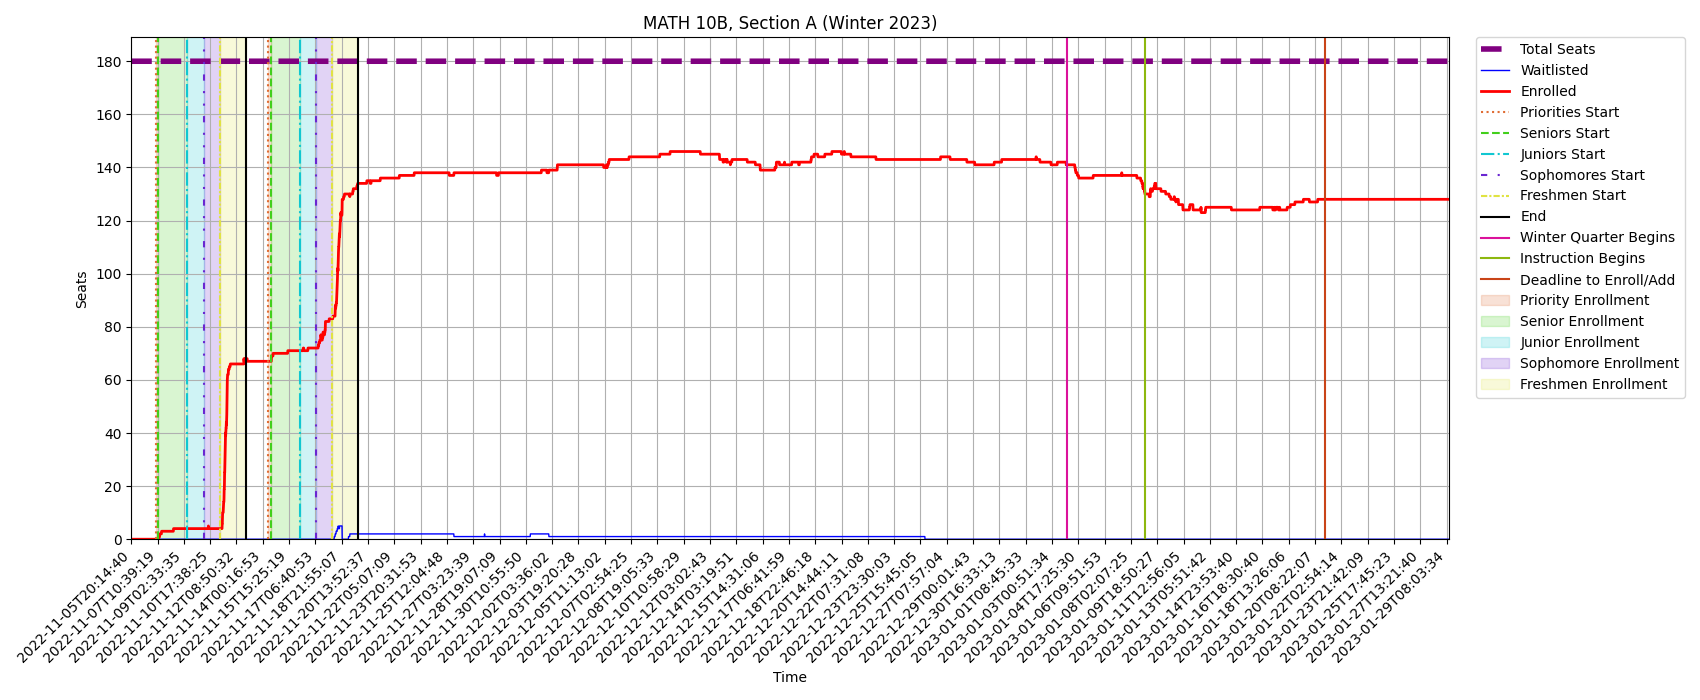 MATH 10B, Section A (Winter 2023)
Seats
180
160
140
120
100
80
60
40
20
0
2022-11-05T20:14:40
2022-11-07T10:39:19
2022-11-09T02:33:35
2022-11-10T17:38:25
2022-11-12T08:50:32
2022-11-14T00:16:53
2022-11-15T15:25:19
2022-11-17T06:40:53
2022-11-18T21:55:07
2022-11-20T13:52:37
2022-11-22T05:07:09
2022-11-23T20:31:53
2022-11-25T12:04:48
2022-11-27T03:23:39
2022-11-28T19:07:09
2022-11-30T10:55:50
2022-12-02T03:36:02
2022-12-03T19:20:28
2022-12-05T11:13:02
2022-12-07T02:54:25
2022-12-08T19:05:33
2022-12-10T10:58:29
2022-12-12T03:02:45
2022-12-14T03:19:51
2022-12-15T14:31:06
2022-12-17T06:41:59
2022-12-18T22:46:18
2022-12-20T14:44:11
2022-12-22T07:31:08
2022-12-23T23:30:03
2022-12-25T15:45:05
2022-12-27T07:57:04
2022-12-29T00:01:43
2022-12-30T16:33:13
2023-01-01T08:45:33
2023-01-03T00:51:34
2023-01-04T17:25:30
2023-01-06T09:51:53
2023-01-08T02:07:25
2023-01-09T18:50:27
2023-01-11T12:56:05
2023-01-13T05:51:42
2023-01-14T23:53:40
2023-01-16T18:30:40
2023-01-18T13:26:06
2023-01-20T08:22:07
2023-01-22T02:54:14
2023-01-23T21:42:09
2023-01-25T17:45:23
2023-01-27T13:21:40
2023-01-29T08:03:34
Time
Total Seats
Waitlisted
Enrolled
Priorities Start
Seniors Start
Juniors Start
Sophomores Start
Freshmen Start
End
Winter Quarter Begins
Instruction Begins
Deadline to Enroll/Add
Priority Enrollment
Senior Enrollment
Junior Enrollment
Sophomore Enrollment
Freshmen Enrollment